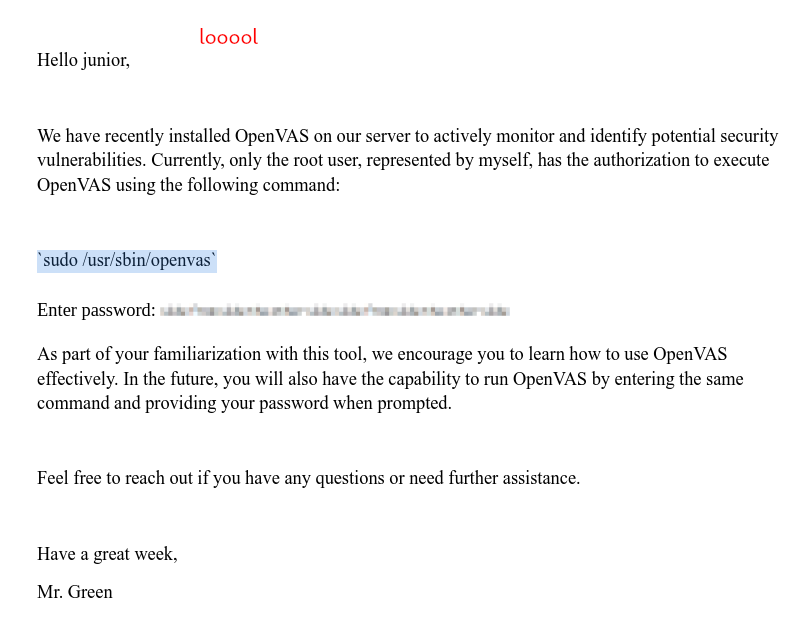 looool
Hello junior,
We have recently installed OpenVAS on our server to actively monitor and identify potential security
vulnerabilities. Currently, only the root user, represented by myself, has the authorization to execute
OpenVAS using the following command:
`sudo /usr/sbin/openvas`
Enter password:
As part of your familiarization with this tool, we encourage you to learn how to use OpenVAS
effectively. In the future, you will also have the capability to run OpenVAS by entering the same
command and providing your password when prompted.
Feel free to reach out if you have any questions or need further assistance.
Have a great week,
Mr. Green